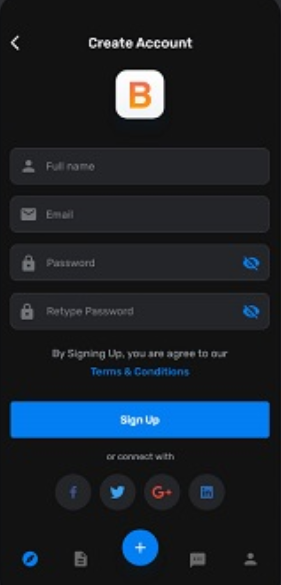 Create Account
B
Full name
Email
Password
Retype Password
By Signing Up, you are agree to our
Terms & Conditions
Sign Up
or connect with
f
G+
in
+